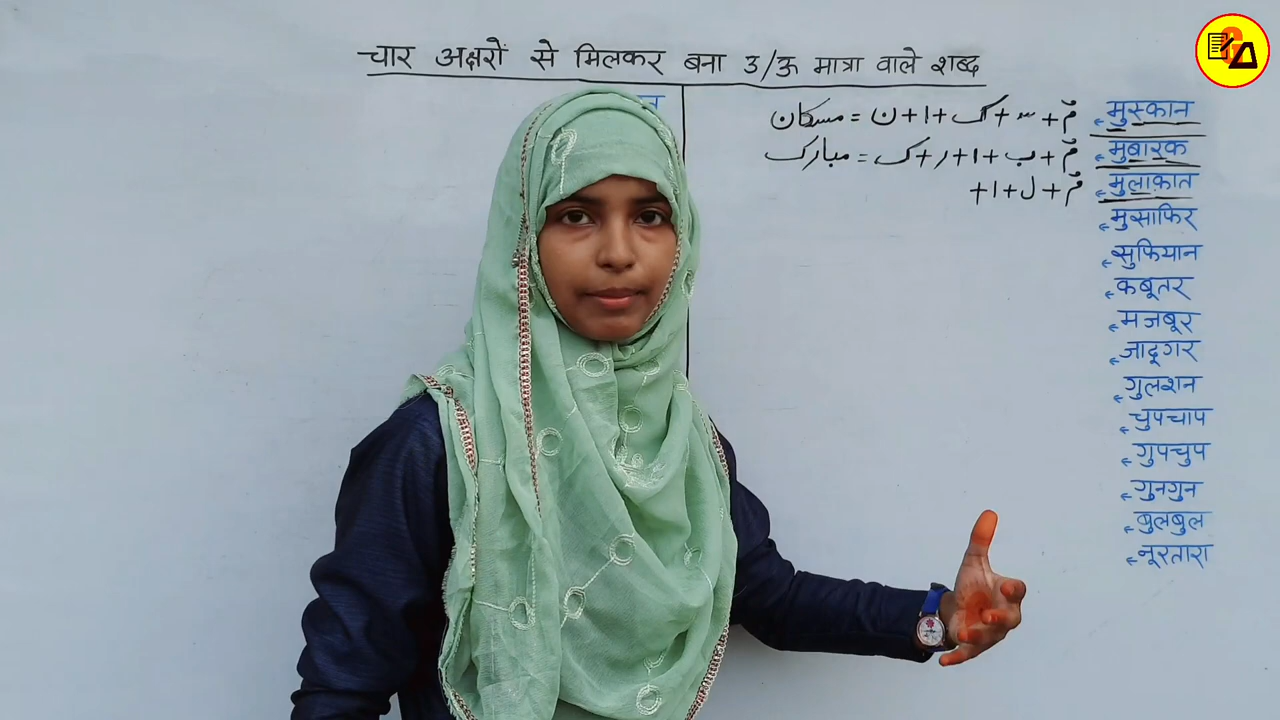 चार अक्षरों से मिलकर बना उ/ऊ मात्रा वाले शब्द
मुस्कान مُ + س + ک + ا + ن = مسکان
मुबारक مُ + ب + ا + ر + ک = مبارک
मुलाक़ात مُ + ل + ا +
मुसाफिर
सुफियान
कबूतर
मजबूर
जादूगर
गुलशन
चुपचाप
गुपचुप
गुनगुन
बुलबुल
नूरतारा